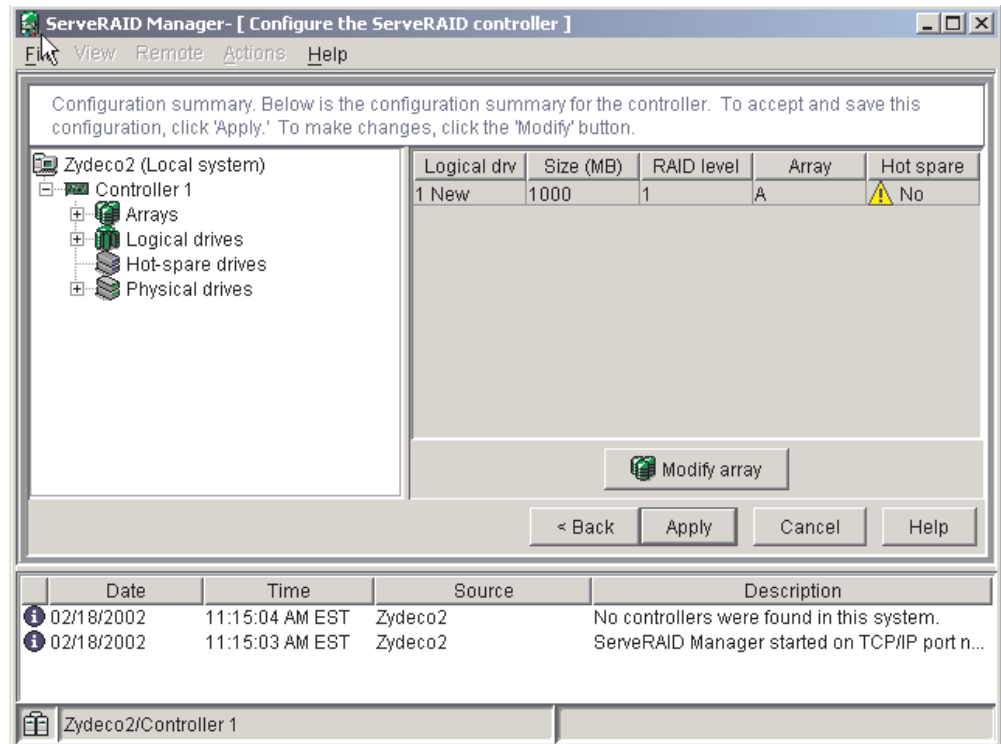 ServeRAID Manager- [ Configure the ServeRAID controller ]
File View Remote Actions Help
Configuration summary. Below is the configuration summary for the controller. To accept and save this
configuration, click 'Apply.' To make changes, click the 'Modify' button.
Zydeco2 (Local system)
Controller 1
Arrays
Logical drives
Hot-spare drives
Physical drives
Logical drv Size (MB) RAID level Array Hot spare
1 New 1000 1 A No
Modify array
< Back Apply Cancel Help
Date Time Source Description
02/18/2002 11:15:04 AM EST Zydeco2 No controllers were found in this system.
02/18/2002 11:15:03 AM EST Zydeco2 ServeRAID Manager started on TCP/IP port n...
Zydeco2/Controller 1